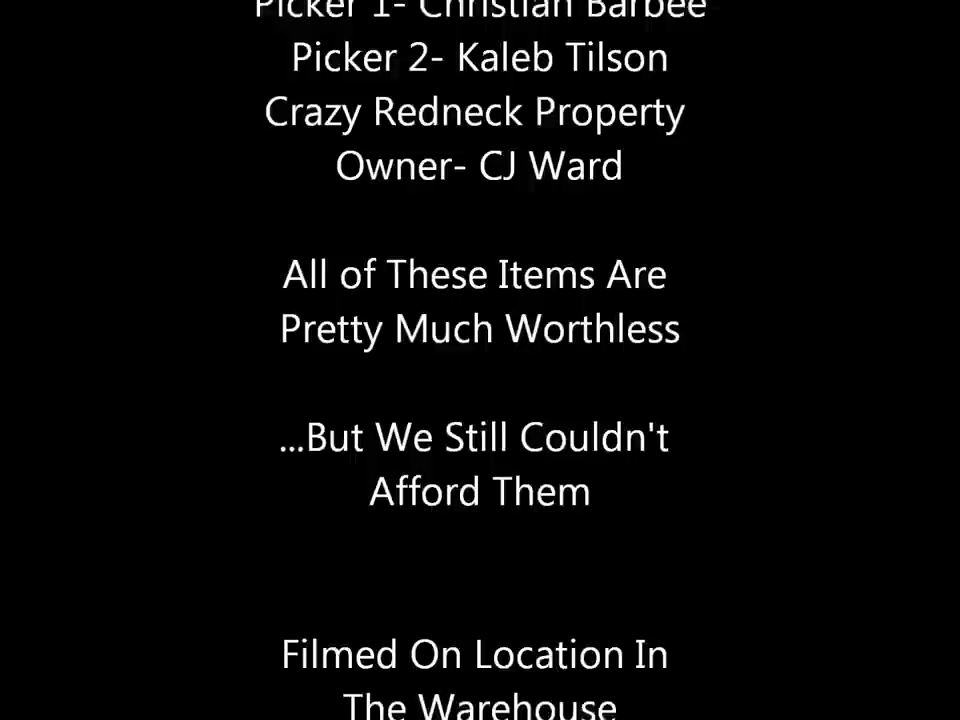 Picker 1- Christian Barbee
Picker 2- Kaleb Tilson
Crazy Redneck Property
Owner- CJ Ward
All of These Items Are
Pretty Much Worthless
...But We Still Couldn't
Afford Them
Filmed On Location In
The Warehouse